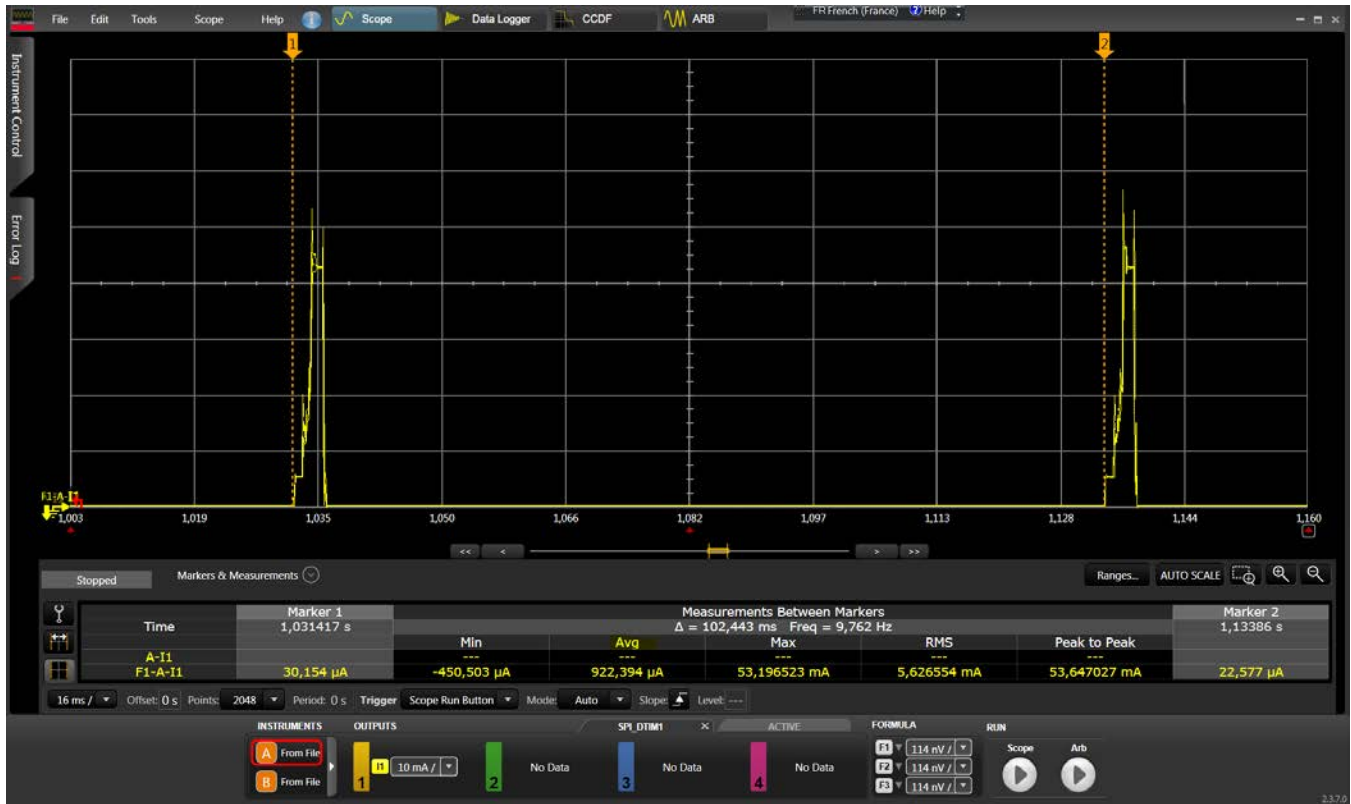 File Edit Tools Scope Help Scope Data Logger CCDF ARB FR French (France) Help
Instrument Control
Error Log
1 2
F1-A-I1
1,003 1,019 1,035 1,050 1,066 1,082 1,097 1,113 1,128 1,144 1,160
<< < > >>
Stopped Markers & Measurements Ranges... AUTO SCALE
Marker 1 Measurements Between Markers Marker 2
Time 1,031417 s Δ = 102,443 ms Freq = 9,762 Hz 1,13386 s
Min Avg Max RMS Peak to Peak
A-I1 --- --- --- --- ---
F1-A-I1 30,154 µA -450,503 µA 922,394 µA 53,196523 mA 5,626554 mA 53,647027 mA 22,577 µA
16 ms / Offset: 0 s Points: 2048 Period: 0 s Trigger Scope Run Button Mode: Auto Slope: Level: ---
INSTRUMENTS OUTPUTS SPI_DTIM1 X ACTIVE FORMULA RUN
A From File 1 I1 10 mA / 2 No Data 3 No Data 4 No Data F1 114 nV / Scope Arb
F2 114 nV /
B From File F3 114 nV /
2.3.7.0